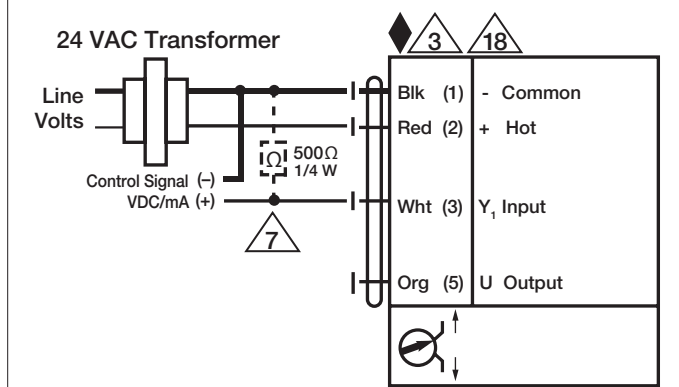 24 VAC Transformer
3
18
Line
Volts
Blk (1) - Common
Red (2) + Hot
Ω
500Ω
1/4 W
Control Signal (–)
VDC/mA (+)
7
Wht (3) Y₁ Input
Org (5) U Output